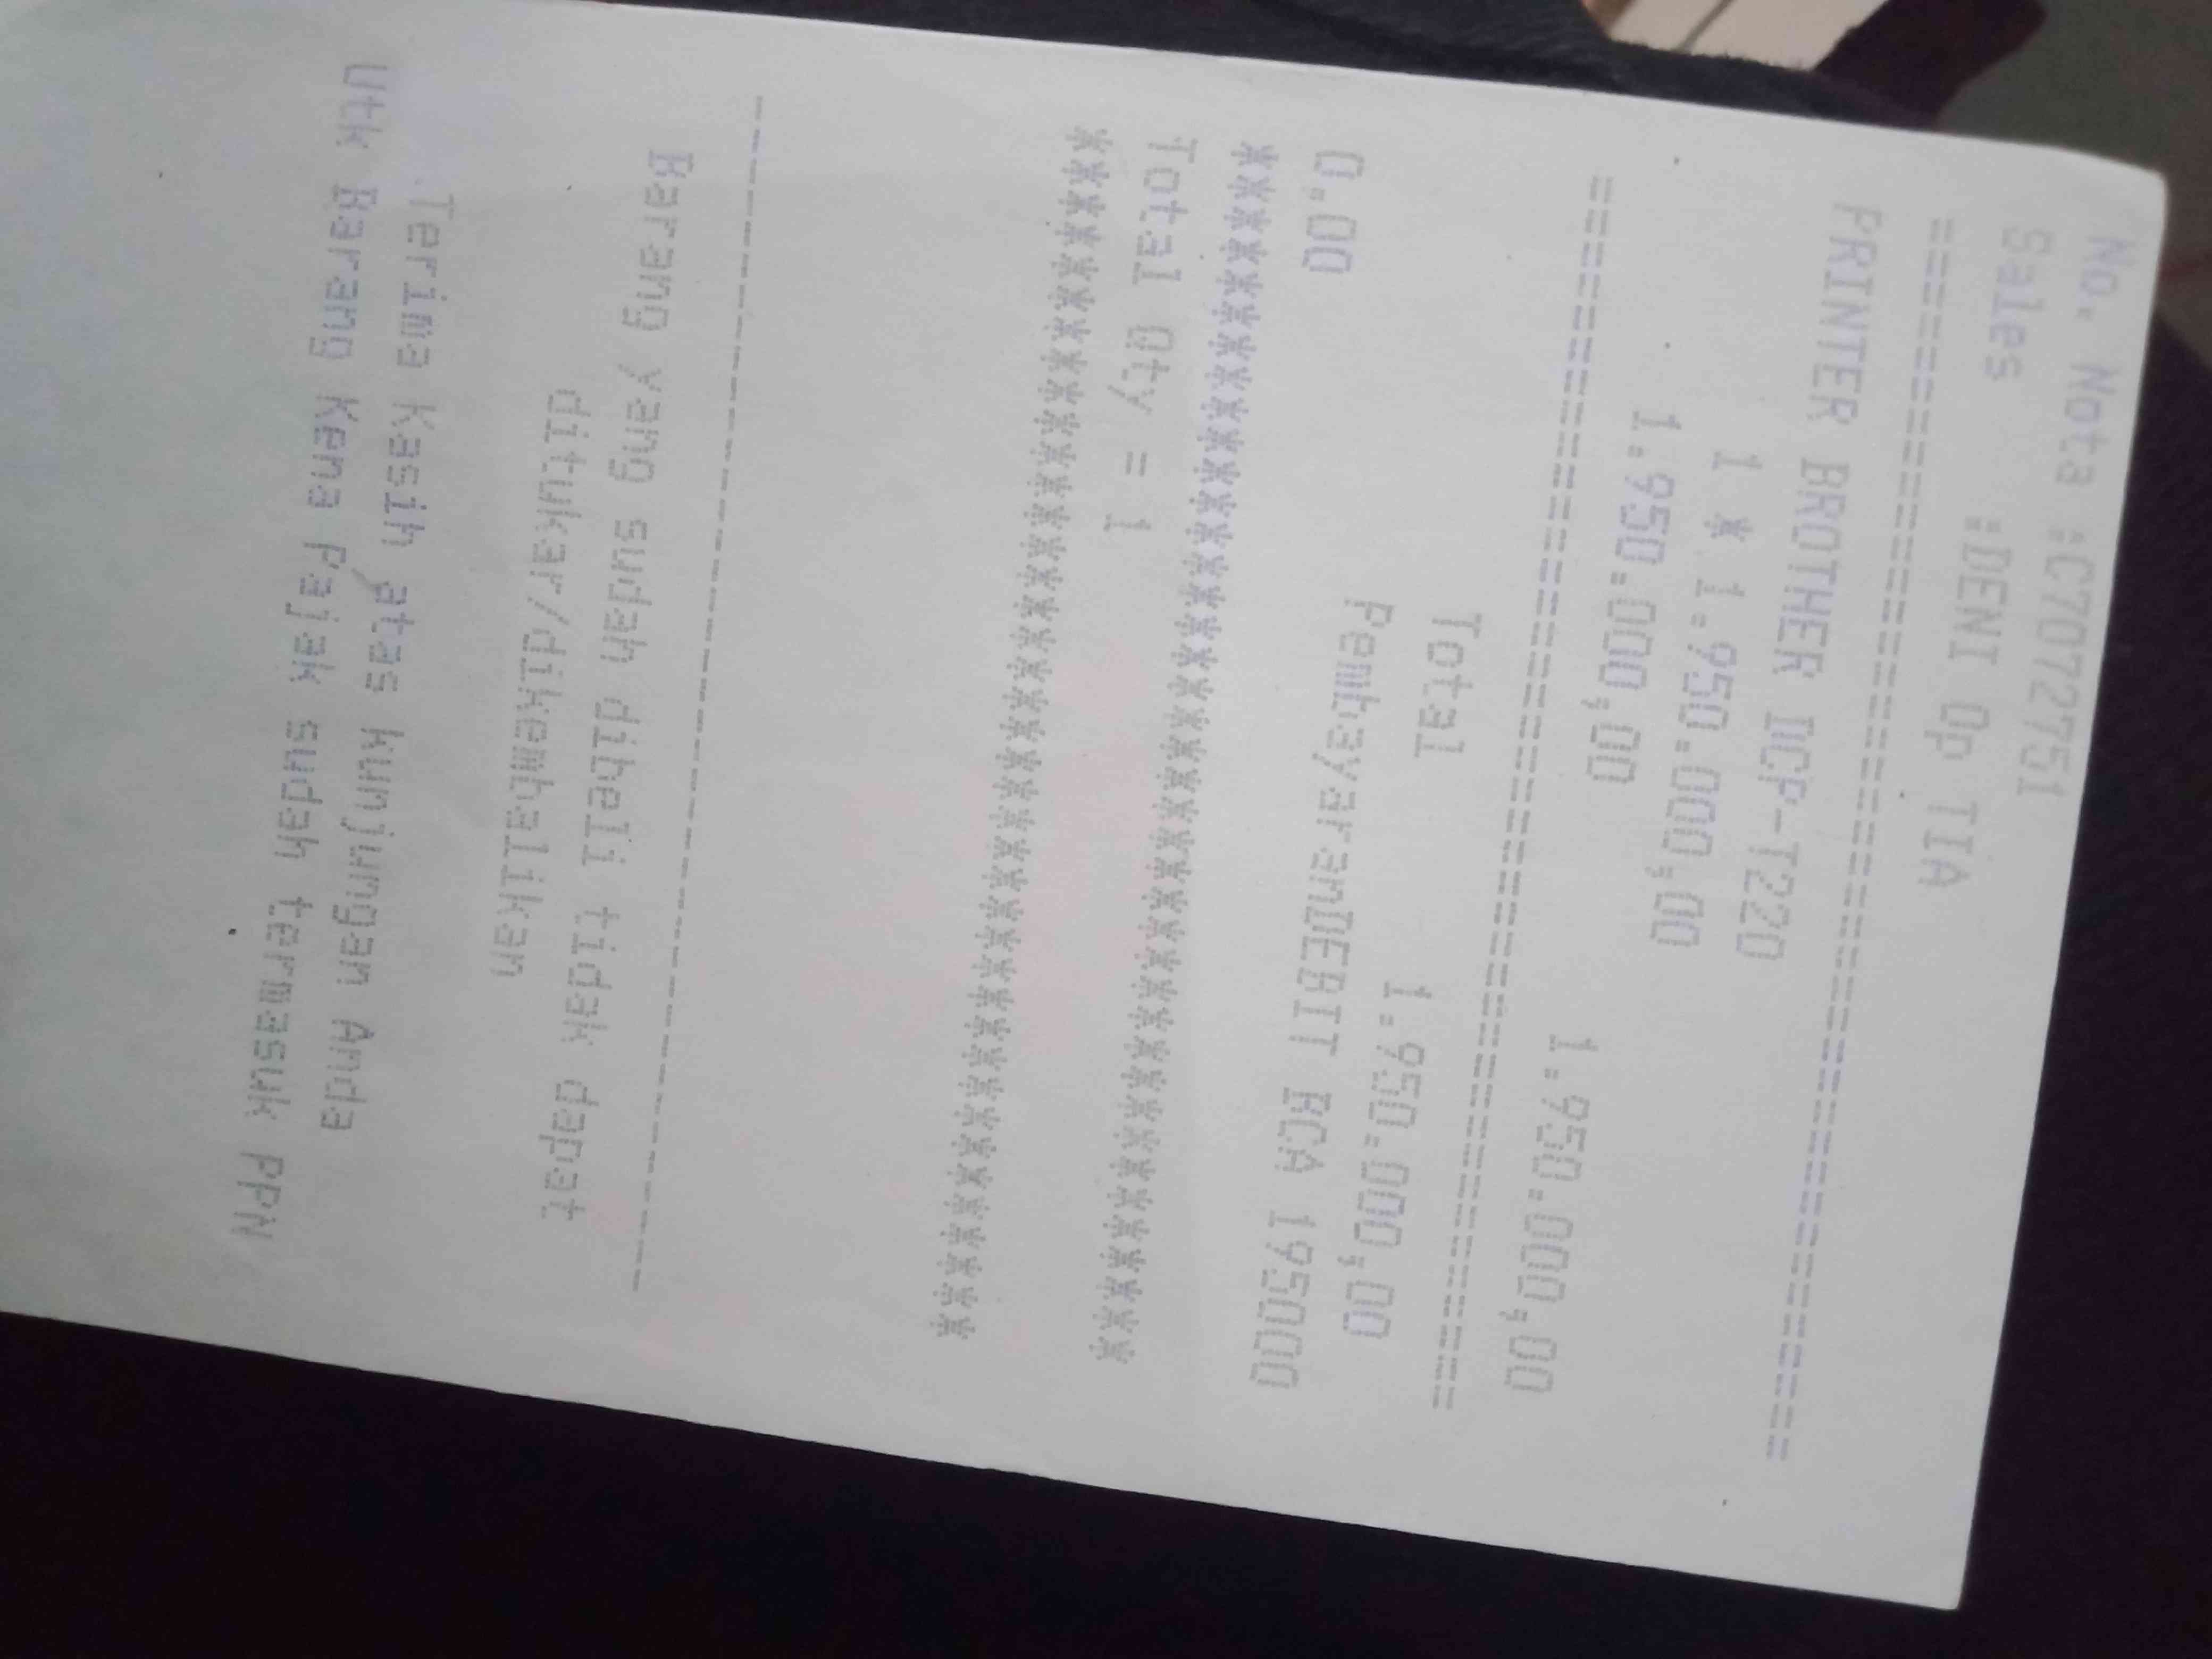 No. Nota :C7072751
Sales :DENI Op TIA
======================================
PRINTER BROTHER DCP-T220
1 * 1.950.000,00
1.950.000,00
1.950.000,00
======================================
Total 1.950.000,00
PembayaranDEBIT BCA 195000
0,00
****************************************
Total Qty = 1
****************************************
----------------------------------------
Barang Yang sudah dibeli tidak dapat
ditukar/dikembalikan
Terima Kasih atas kunjungan Anda
Utk Barang Kena Pajak sudah termasuk PPN